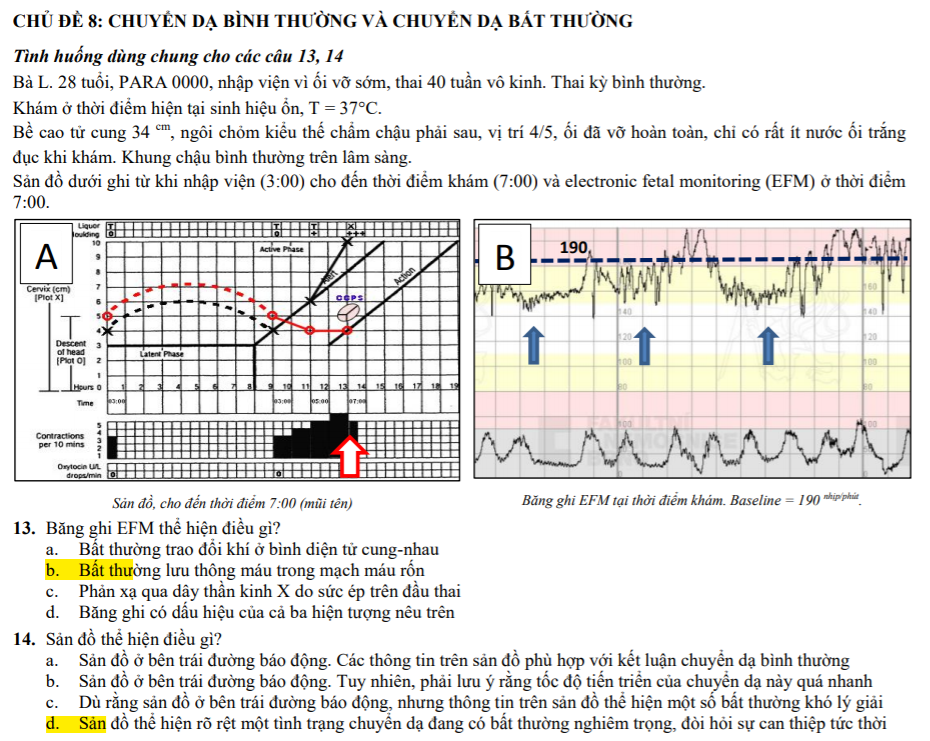 CHỦ ĐỀ 8: CHUYỂN DẠ BÌNH THƯỜNG VÀ CHUYỂN DẠ BẤT THƯỜNG
Tình huống dùng chung cho các câu 13, 14
Bà L. 28 tuổi, PARA 0000, nhập viện vì ối vỡ sớm, thai 40 tuần vô kinh. Thai kỳ bình thường.
Khám ở thời điểm hiện tại sinh hiệu ổn, T = 37°C.
Bề cao tử cung 34 cm, ngôi chỏm kiểu thế chẩm chậu phải sau, vị trí 4/5, ối đã vỡ hoàn toàn, chỉ có rất ít nước ối trắng
đục khi khám. Khung chậu bình thường trên lâm sàng.
Sản đồ dưới ghi từ khi nhập viện (3:00) cho đến thời điểm khám (7:00) và electronic fetal monitoring (EFM) ở thời điểm
7:00.
A
Liquor
10
Active Phase
9
8
7
Cervix (cm)
[Plot X]
Action
CGPS
5
4
Descent
of head
[Plot O]
3
Latent Phase
2
1
Hours 0 1 2 3 4 5 6 7 8 9 10 11 12 13 14 15 16 17 18 19
Time 03:00 03:00 05:00 07:00
Contractions
per 10 mins
5
4
3
2
1
Oxytocin U/L
drops/min
B
190
160
140
120
100
80
Sản đồ, cho đến thời điểm 7:00 (mũi tên)
Băng ghi EFM tại thời điểm khám. Baseline = 190 nhịp/phút.
13. Băng ghi EFM thể hiện điều gì?
a. Bất thường trao đổi khí ở bình diện tử cung-nhau
b. Bất thường lưu thông máu trong mạch máu rốn
c. Phản xạ qua dây thần kinh X do sức ép trên đầu thai
d. Băng ghi có dấu hiệu của cả ba hiện tượng nêu trên
14. Sản đồ thể hiện điều gì?
a. Sản đồ ở bên trái đường báo động. Các thông tin trên sản đồ phù hợp với kết luận chuyển dạ bình thường
b. Sản đồ ở bên trái đường báo động. Tuy nhiên, phải lưu ý rằng tốc độ tiến triển của chuyển dạ này quá nhanh
c. Dù rằng sản đồ ở bên trái đường báo động, nhưng thông tin trên sản đồ thể hiện một số bất thường khó lý giải
d. Sản đồ thể hiện rõ rệt một tình trạng chuyển dạ đang có bất thường nghiêm trọng, đòi hỏi sự can thiệp tức thời